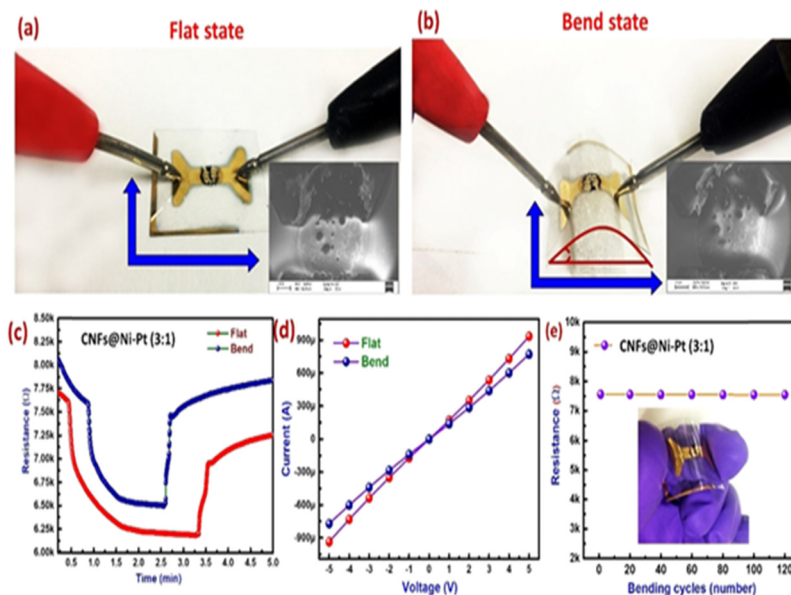 (a)
Flat state
(b)
Bend state
(c)
CNFs@Ni-Pt (3:1)
Flat
Bend
Resistance (Ω)
8.50k
8.25k
8.00k
7.75k
7.50k
7.25k
7.00k
6.75k
6.50k
6.25k
6.00k
0.5 1.0 1.5 2.0 2.5 3.0 3.5 4.0 4.5 5.0
Time (min)
(d)
Flat
Bend
Current (A)
900μ
600μ
300μ
0
-300μ
-600μ
-900μ
-5 -4 -3 -2 -1 0 1 2 3 4 5
Voltage (V)
(e)
CNFs@Ni-Pt (3:1)
Resistance (Ω)
10k
9k
8k
7k
6k
5k
4k
3k
2k
0 20 40 60 80 100 120
Bending cycles (number)